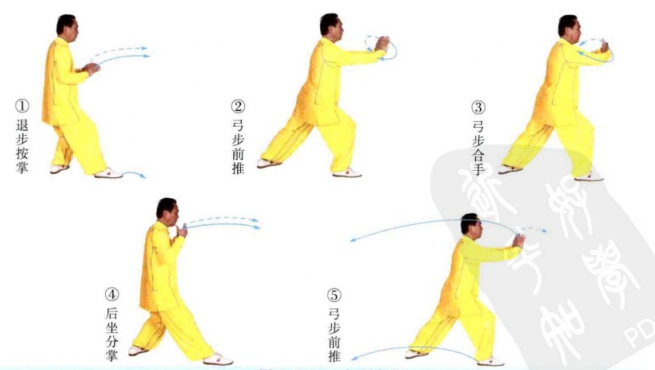 ① 退步按掌
② 弓步前推
③ 弓步合手
④ 后坐分掌
⑤ 弓步前推
PD